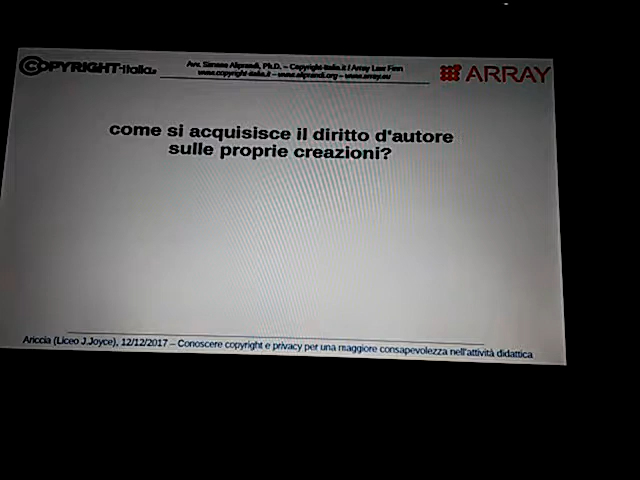 COPYRIGHT-italia.it
Avv. Simone Aliprandi, Ph.D. – Copyright-Italia.it / Array Law Firm
www.copyright-italia.it – www.aliprandi.org – www.array.eu
ARRAY
come si acquisisce il diritto d'autore
sulle proprie creazioni?
Ariccia (Liceo J.Joyce), 12/12/2017 – Conoscere copyright e privacy per una maggiore consapevolezza nell'attività didattica